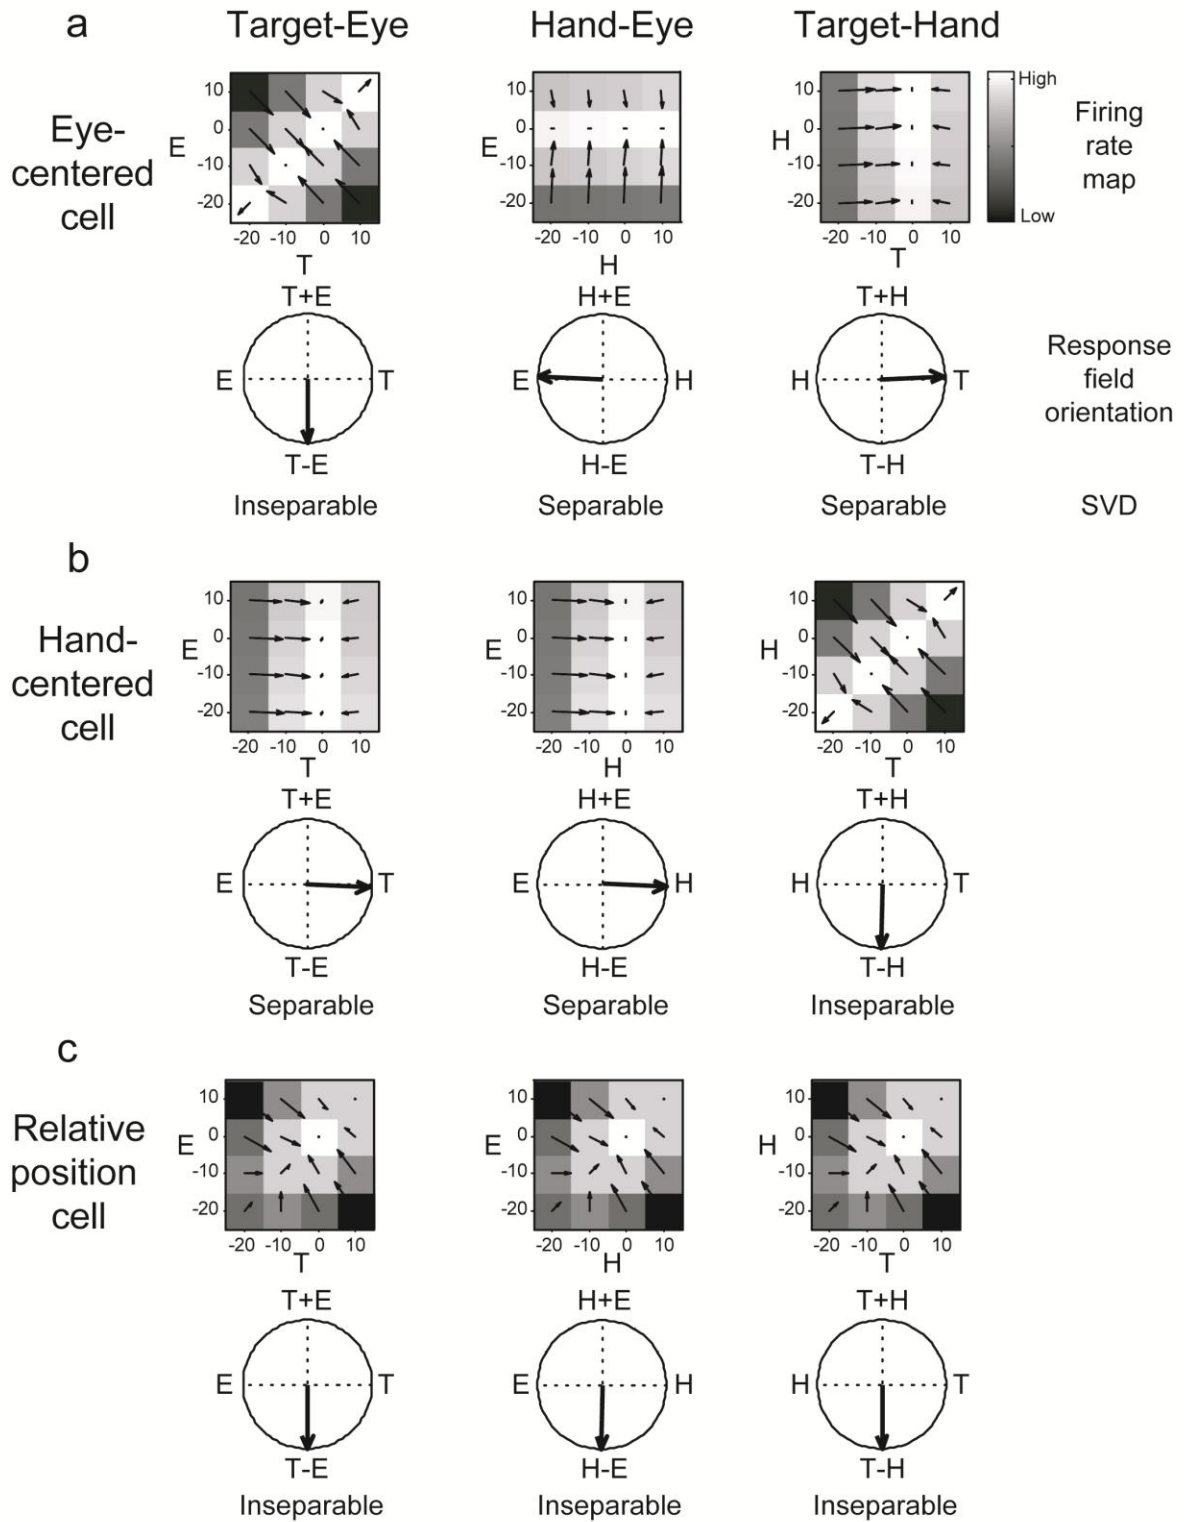 a
Target-Eye Hand-Eye Target-Hand
Eye-
centered
cell
E
10
0
-10
-20
-20 -10 0 10
T
E
10
0
-10
-20
-20 -10 0 10
H
H
10
0
-10
-20
-20 -10 0 10
T
High
Low
Firing
rate
map
T+E
E T
T-E
H+E
E H
H-E
T+H
H T
T-H
Response
field
orientation
Inseparable Separable Separable SVD
b
Hand-
centered
cell
E
10
0
-10
-20
-20 -10 0 10
T
E
10
0
-10
-20
-20 -10 0 10
H
H
10
0
-10
-20
-20 -10 0 10
T
T+E
E T
T-E
H+E
E H
H-E
T+H
H T
T-H
Separable Separable Inseparable
c
Relative
position
cell
E
10
0
-10
-20
-20 -10 0 10
T
E
10
0
-10
-20
-20 -10 0 10
H
H
10
0
-10
-20
-20 -10 0 10
T
T+E
E T
T-E
H+E
E H
H-E
T+H
H T
T-H
Inseparable Inseparable Inseparable